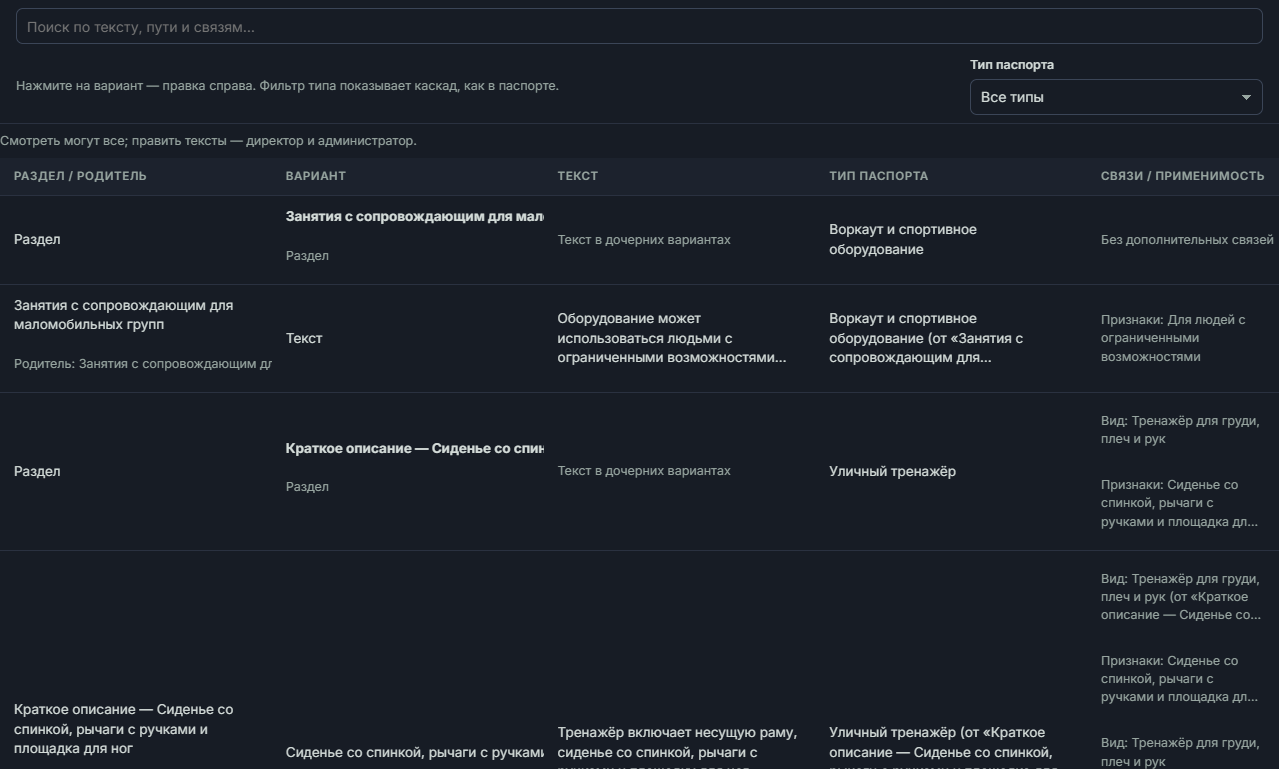 Поиск по тексту, пути и связям...
Тип паспорта
Нажмите на вариант — правка справа. Фильтр типа показывает каскад, как в паспорте.
Все типы
Смотреть могут все; править тексты — директор и администратор.
РАЗДЕЛ / РОДИТЕЛЬ
ВАРИАНТ
ТЕКСТ
ТИП ПАСПОРТА
СВЯЗИ / ПРИМЕНИМОСТЬ
Раздел
Занятия с сопровождающим для мал
Раздел
Текст в дочерних вариантах
Воркаут и спортивное
оборудование
Без дополнительных связей
Занятия с сопровождающим для
маломобильных групп
Родитель: Занятия с сопровождающим дл
Текст
Оборудование может
использоваться людьми с
ограниченными возможностями...
Воркаут и спортивное
оборудование (от «Занятия с
сопровождающим для...
Признаки: Для людей с
ограниченными
возможностями
Раздел
Краткое описание — Сиденье со спин
Раздел
Текст в дочерних вариантах
Уличный тренажёр
Вид: Тренажёр для груди,
плеч и рук
Признаки: Сиденье со
спинкой, рычаги с
ручками и площадка дл...
Краткое описание — Сиденье со
спинкой, рычаги с ручками и
площадка для ног
Сиденье со спинкой, рычаги с ручками
Тренажёр включает несущую раму,
сиденье со спинкой, рычаги с
Уличный тренажёр (от «Краткое
описание — Сиденье со спинкой,
Вид: Тренажёр для груди,
плеч и рук (от «Краткое
описание — Сиденье со...
Признаки: Сиденье со
спинкой, рычаги с
ручками и площадка дл...
Вид: Тренажёр для груди,
плеч и рук